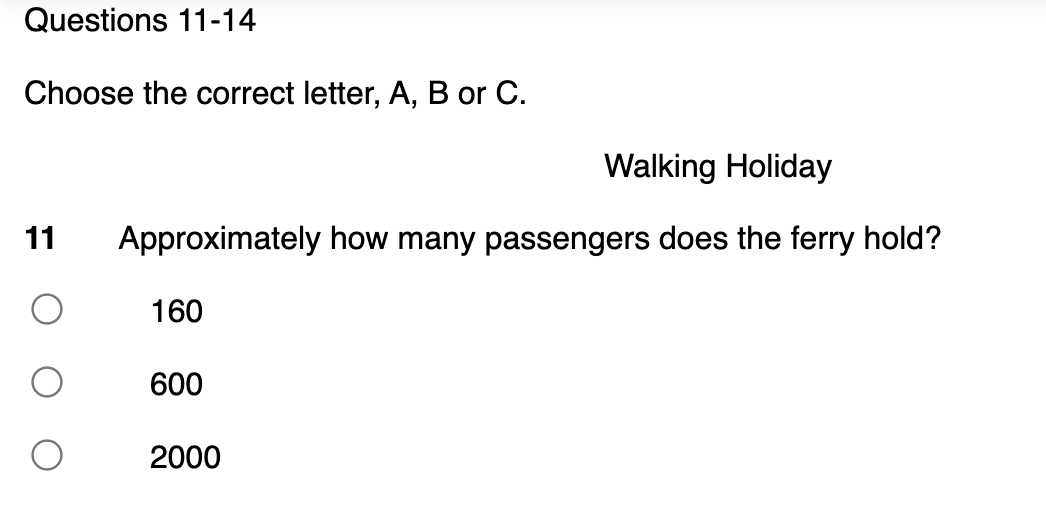 Questions 11-14
Choose the correct letter, A, B or C.
Walking Holiday
11 Approximately how many passengers does the ferry hold?
160
600
2000